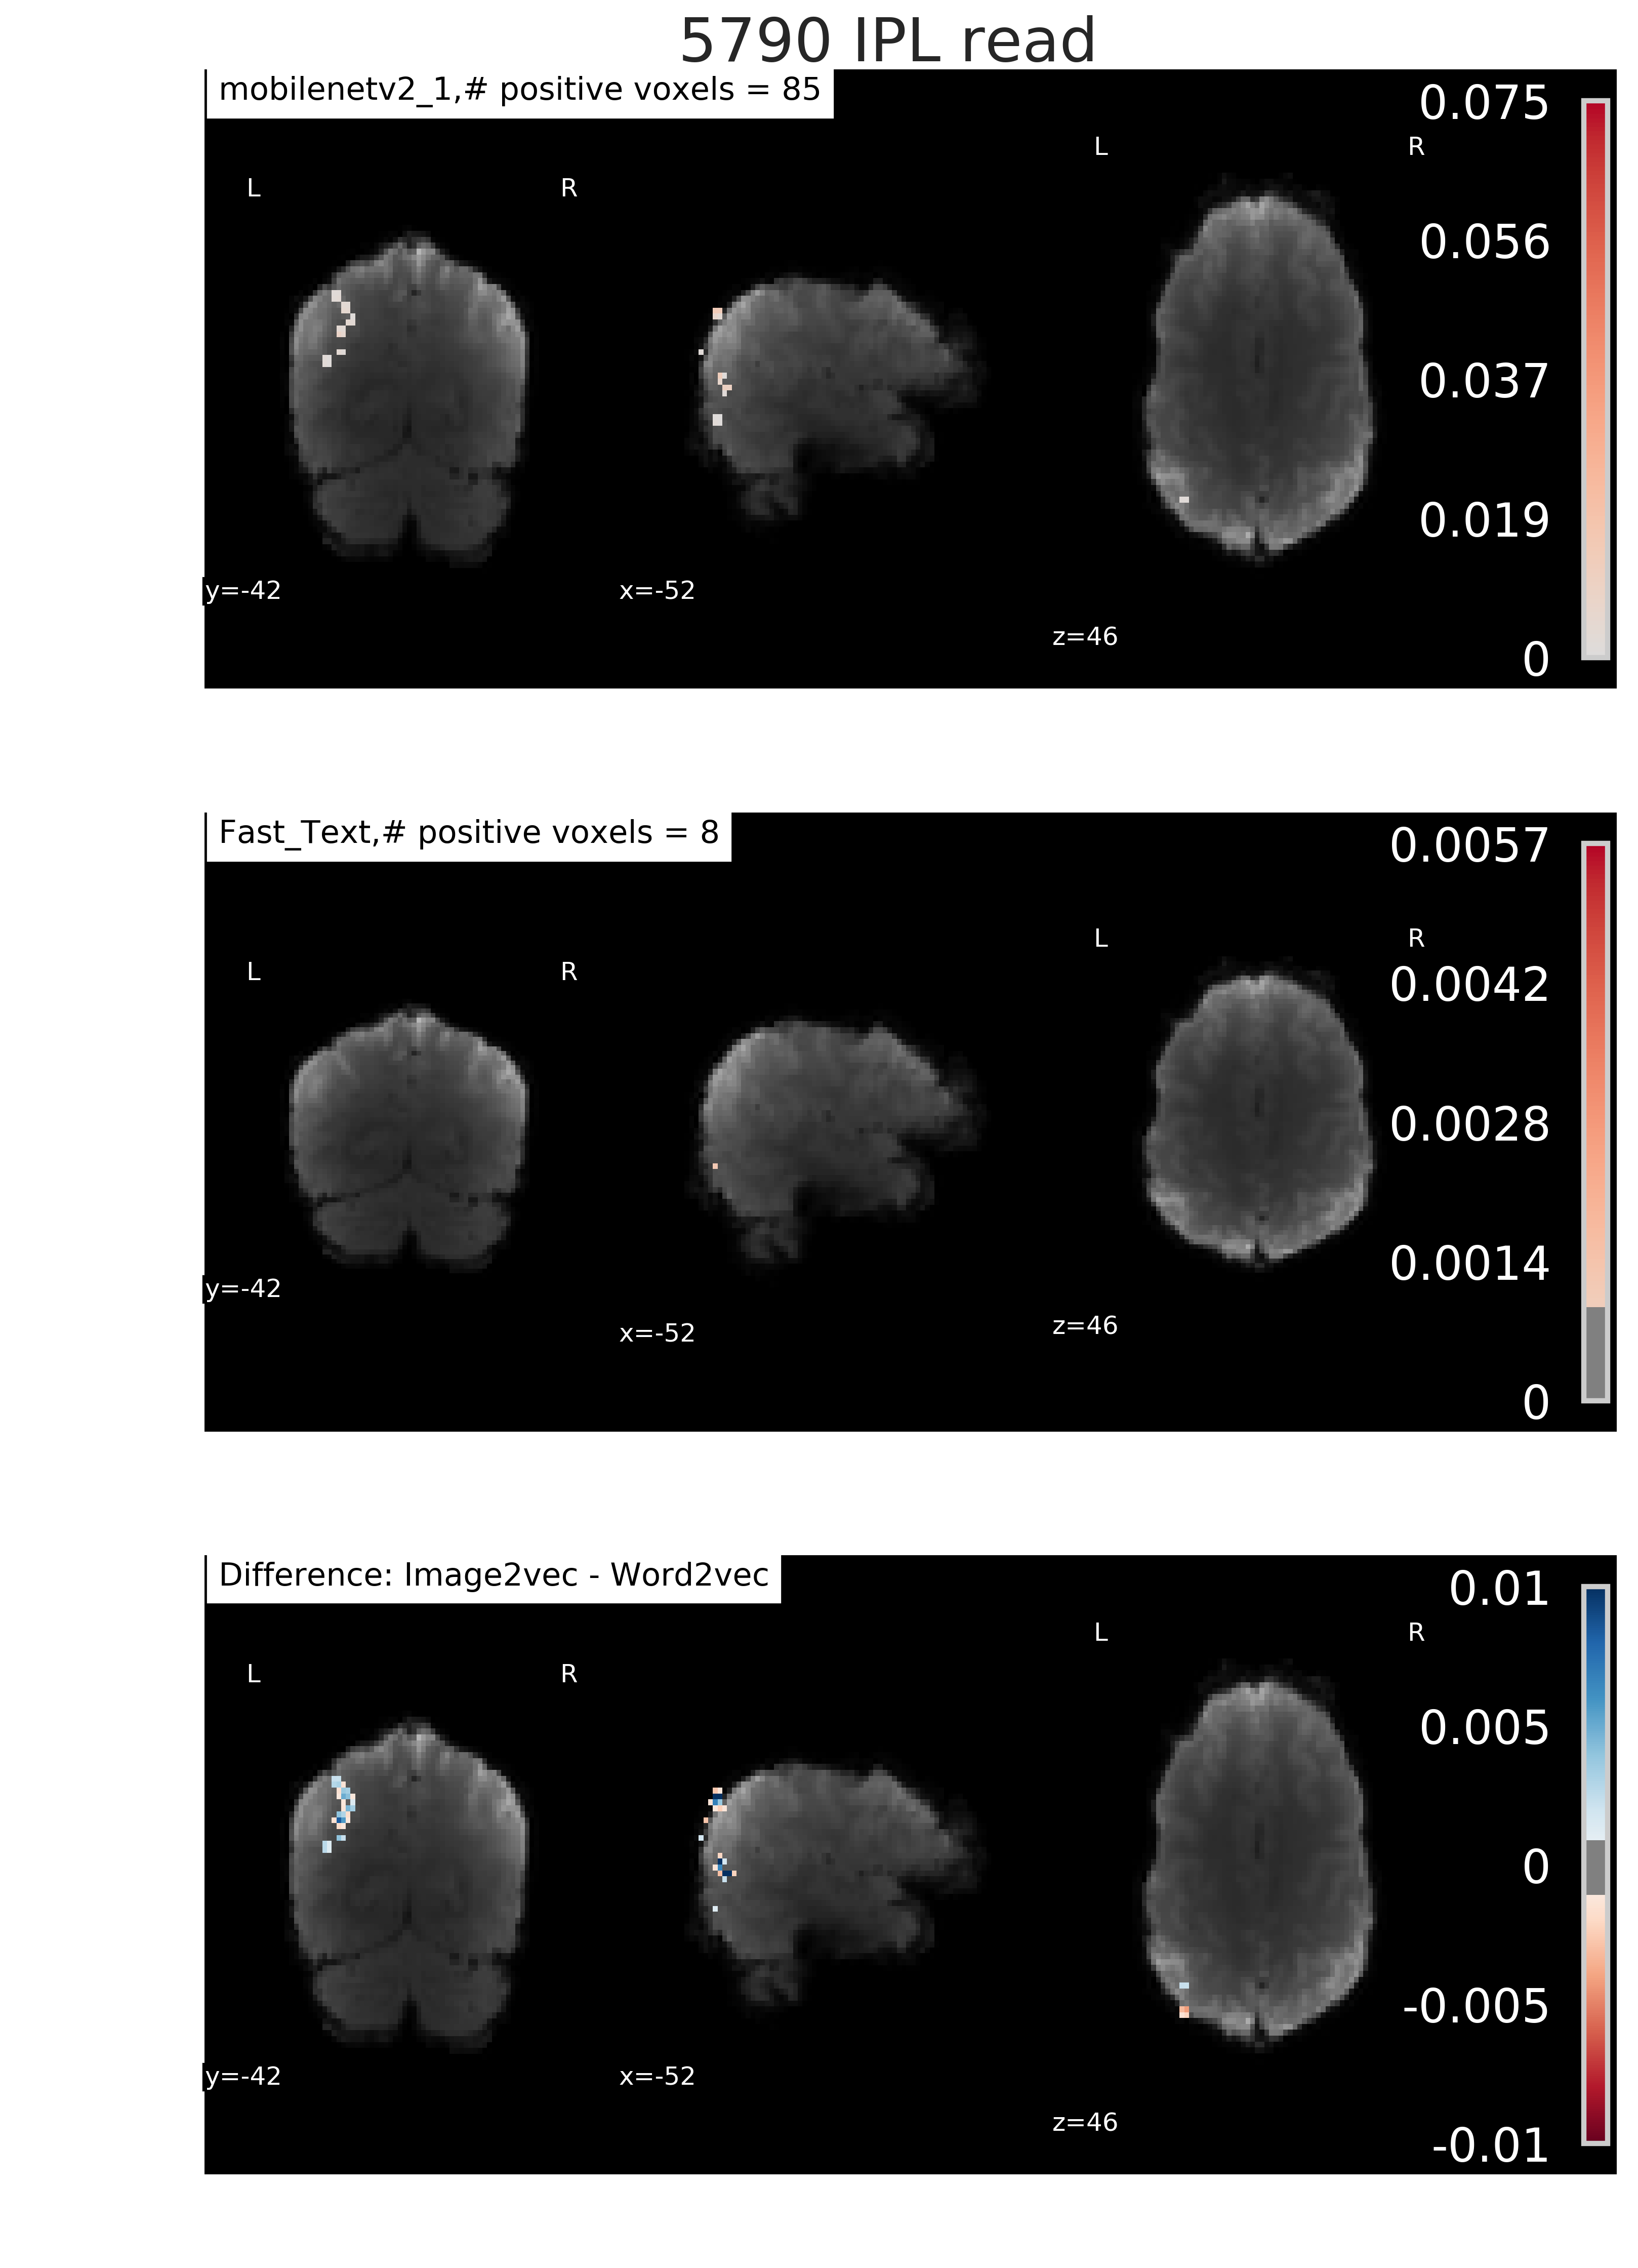 5790 IPL read
mobilenetv2_1,# positive voxels = 85
0.075
L R
L R
0.056
0.037
0.019
y=-42 x=-52
z=46
0
Fast_Text,# positive voxels = 8
0.0057
L R
L R
0.0042
0.0028
0.0014
y=-42
x=-52 z=46
0
Difference: Image2vec - Word2vec
0.01
L R
L R
0.005
0
-0.005
y=-42 x=-52
z=46
-0.01